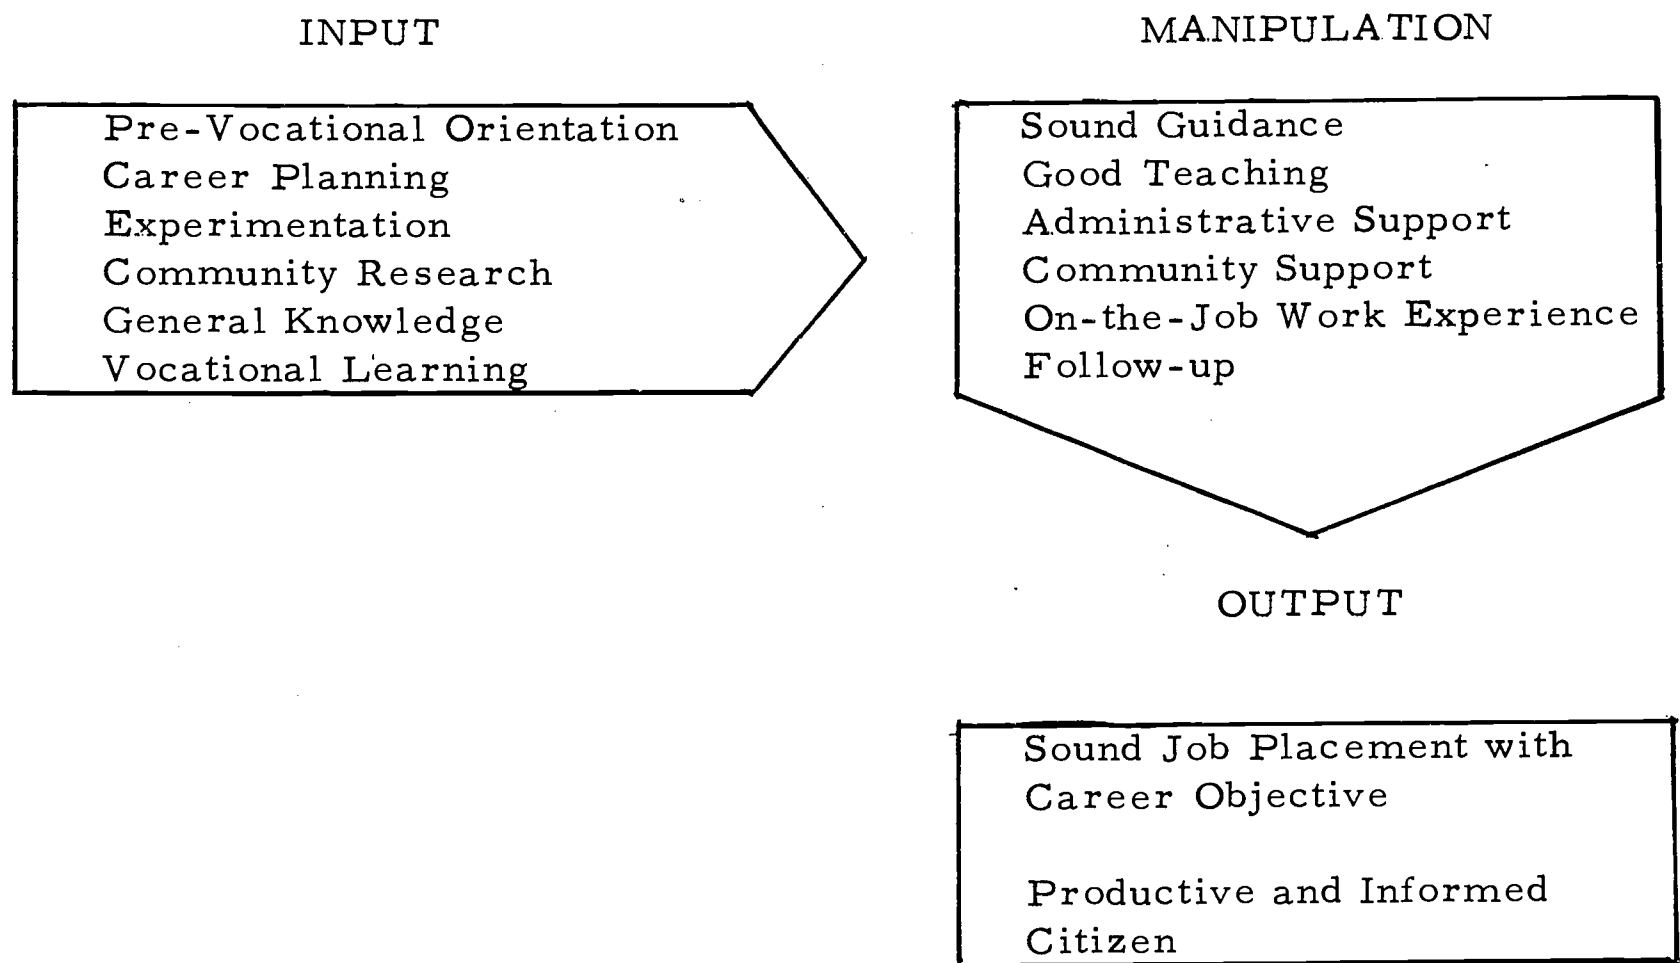 INPUT
Pre-Vocational Orientation
Career Planning
Experimentation
Community Research
General Knowledge
Vocational Learning
MANIPULATION
Sound Guidance
Good Teaching
Administrative Support
Community Support
On-the-Job Work Experience
Follow-up
OUTPUT
Sound Job Placement with
Career Objective
Productive and Informed
Citizen